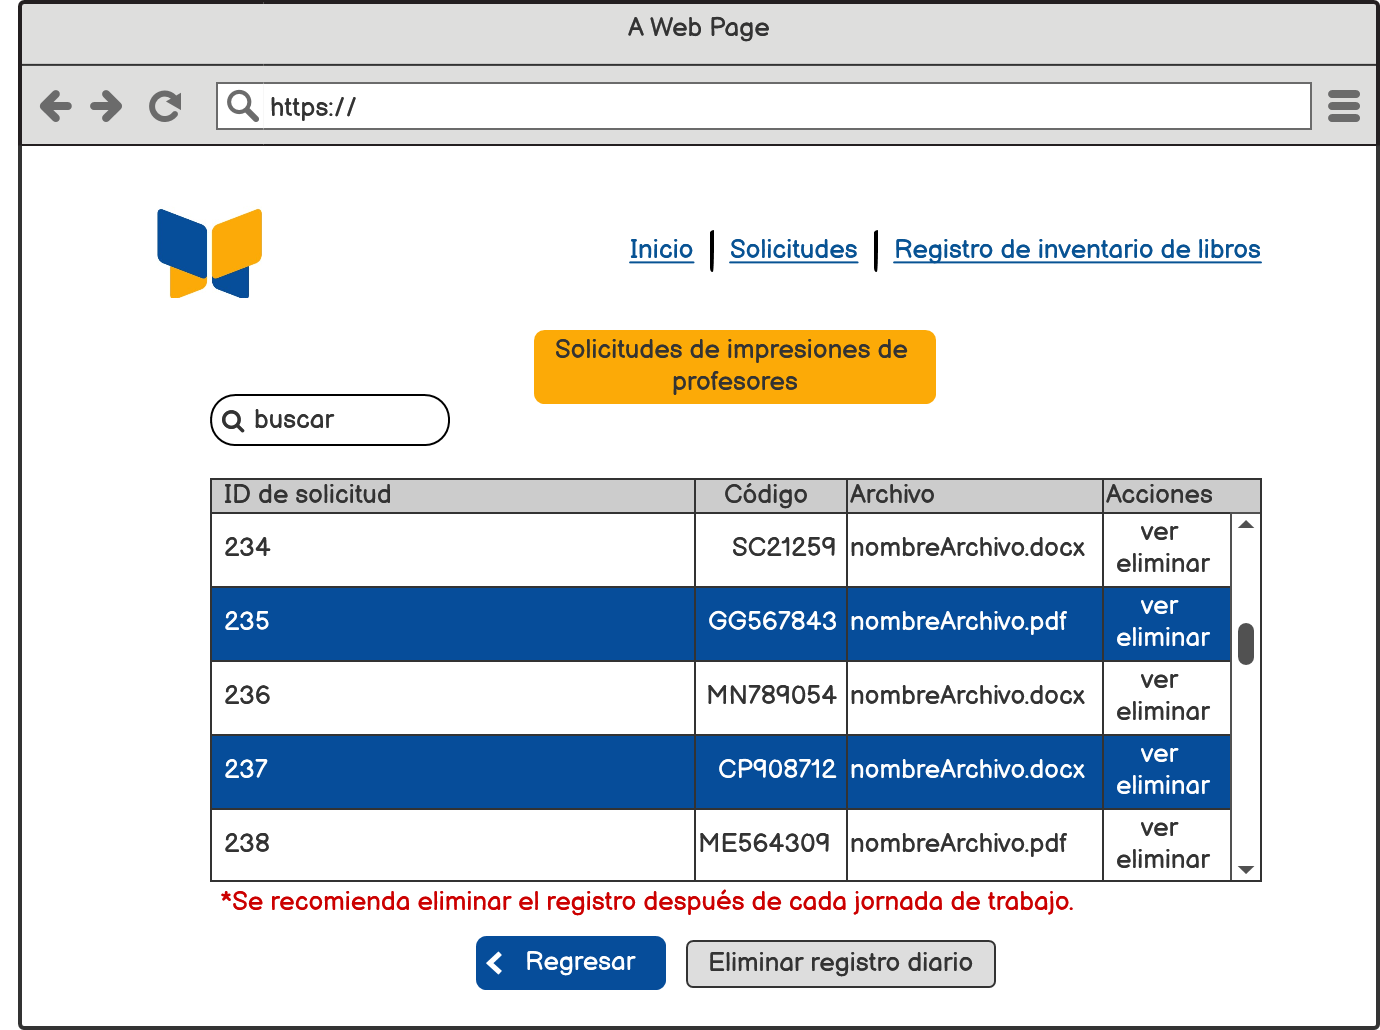 A Web Page
https://
Inicio Solicitudes Registro de inventario de libros
Solicitudes de impresiones de
profesores
buscar
ID de solicitud Código Archivo Acciones
234 SC21259 nombreArchivo.docx ver
eliminar
235 GG567843 nombreArchivo.pdf ver
eliminar
236 MN789054 nombreArchivo.docx ver
eliminar
237 CP908712 nombreArchivo.docx ver
eliminar
238 ME564309 nombreArchivo.pdf ver
eliminar
*Se recomienda eliminar el registro después de cada jornada de trabajo.
Regresar Eliminar registro diario